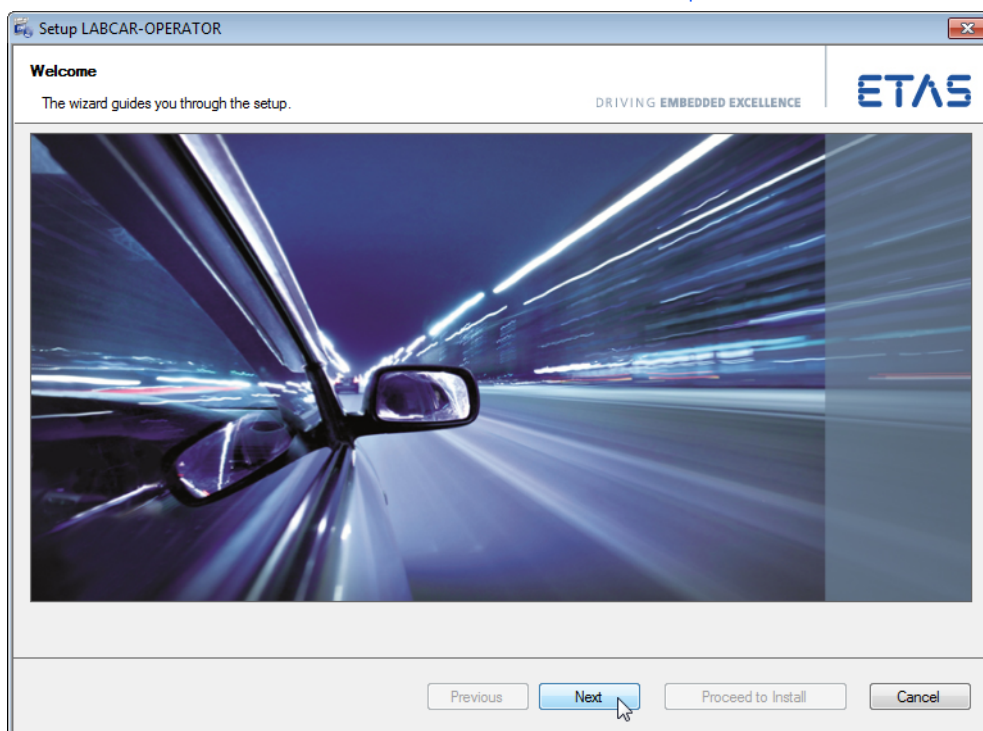 Setup LABCAR-OPERATOR
Welcome
The wizard guides you through the setup.
DRIVING EMBEDDED EXCELLENCE
ETAS
Previous
Next
Proceed to Install
Cancel